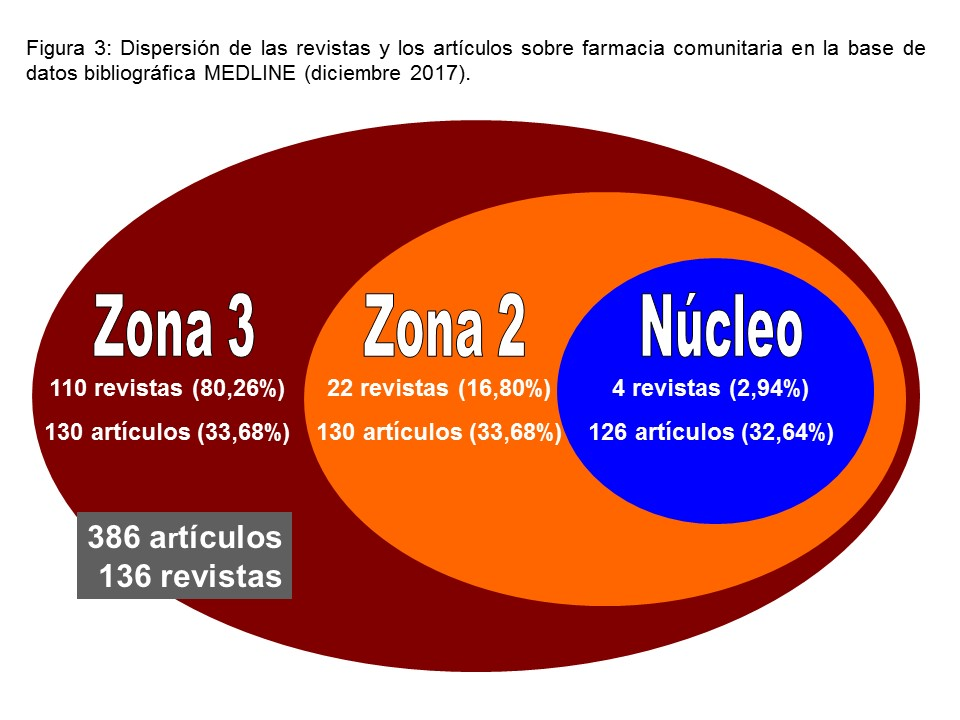 Figura 3: Dispersión de las revistas y los artículos sobre farmacia comunitaria en la base de
datos bibliográfica MEDLINE (diciembre 2017).
Zona 3
110 revistas (80,26%)
130 artículos (33,68%)
Zona 2
22 revistas (16,80%)
130 artículos (33,68%)
Núcleo
4 revistas (2,94%)
126 artículos (32,64%)
386 artículos
136 revistas